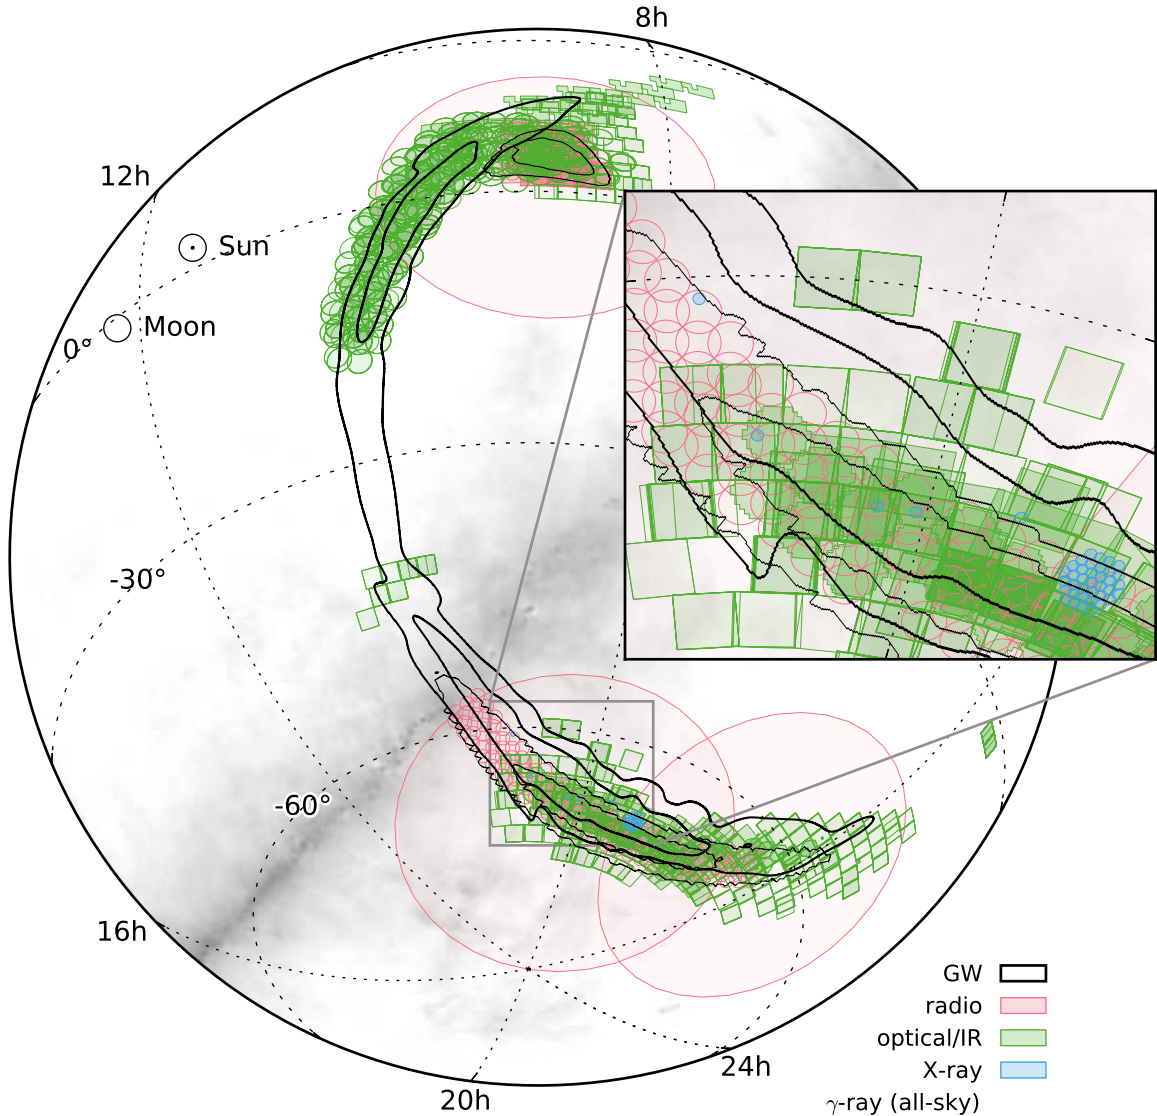 8h
12h
Sun
Moon
0°
-30°
-60°
16h
GW
radio
optical/IR
24h
X-ray
20h
γ-ray (all-sky)